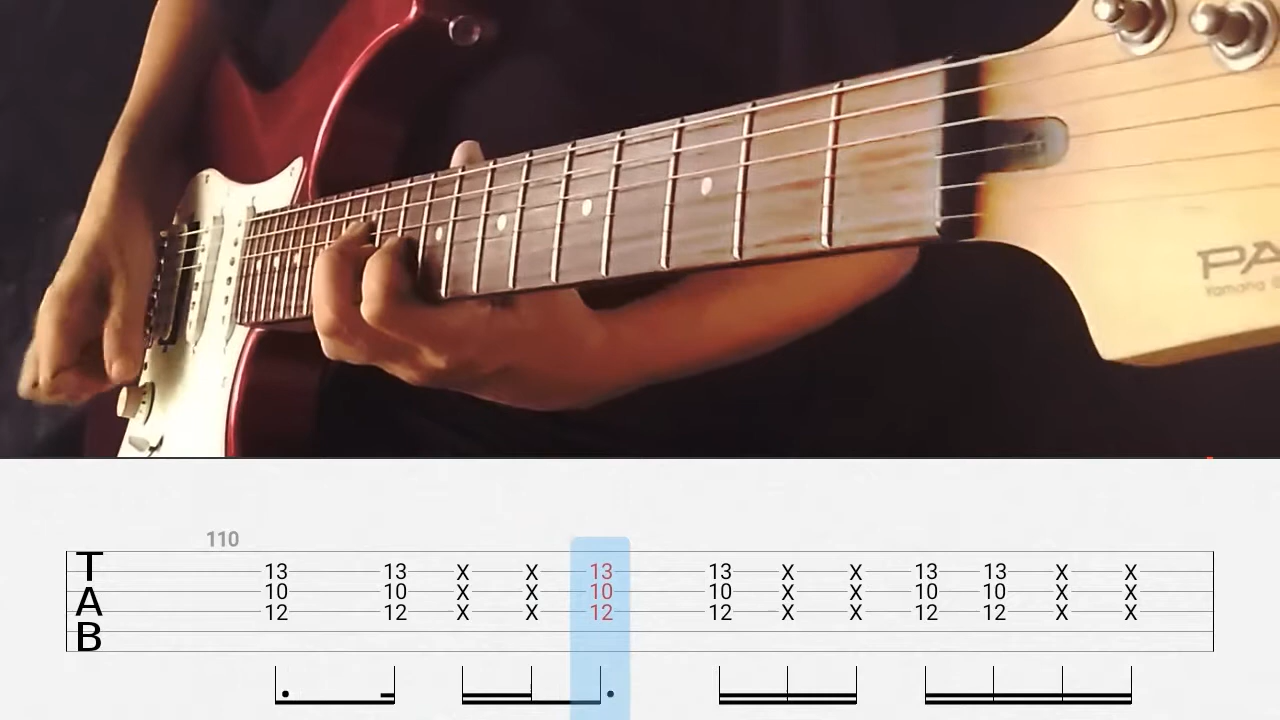 PA
Yamaha
110
T
A
B
13 13 X X 13 13 X X 13 13 X X
10 10 X X 10 10 X X 10 10 X X
12 12 X X 12 12 X X 12 12 X X